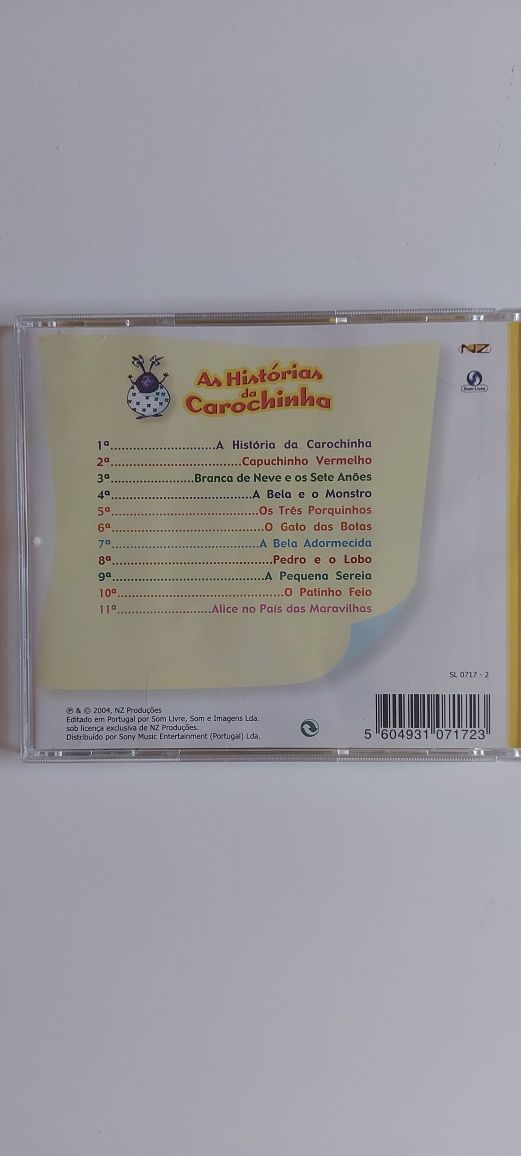 NZ
Som Livre
As Histórias
da
Carochinha
1ª..........................A História da Carochinha
2ª....................................Capuchinho Vermelho
3ª.....................Branca de Neve e os Sete Anões
4ª...................................A Bela e o Monstro
5ª.....................................Os Três Porquinhos
6ª......................................O Gato das Botas
7ª.....................................A Bela Adormecida
8ª........................................Pedro e o Lobo
9ª......................................A Pequena Sereia
10ª..........................................O Patinho Feio
11ª.........................Alice no País das Maravilhas
SL 0717 - 2
℗ & © 2004, NZ Produções
Editado em Portugal por Som Livre, Som e Imagens Lda.
sob licença exclusiva de NZ Produções.
Distribuído por Sony Music Entertainment (Portugal) Lda.
5 604931 071723